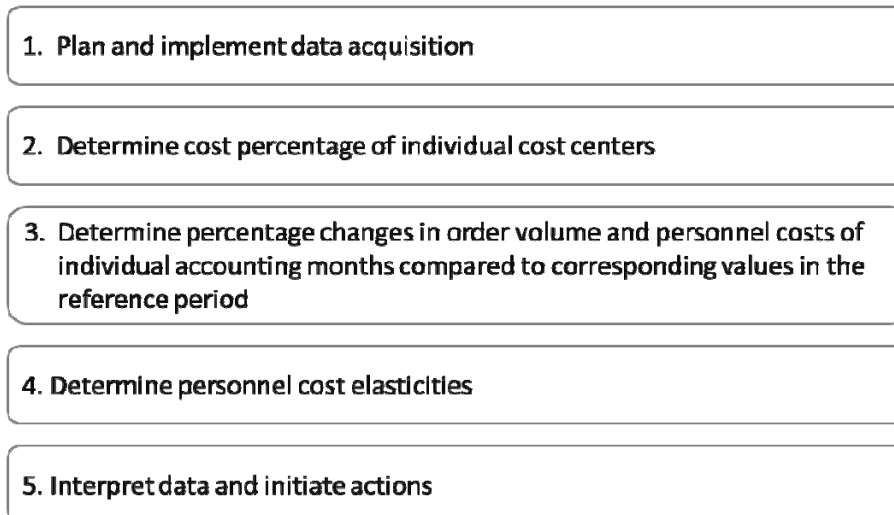 1. Plan and implement data acquisition
2. Determine cost percentage of individual cost centers
3. Determine percentage changes in order volume and personnel costs of
individual accounting months compared to corresponding values in the
reference period
4. Determine personnel cost elasticities
5. Interpret data and initiate actions